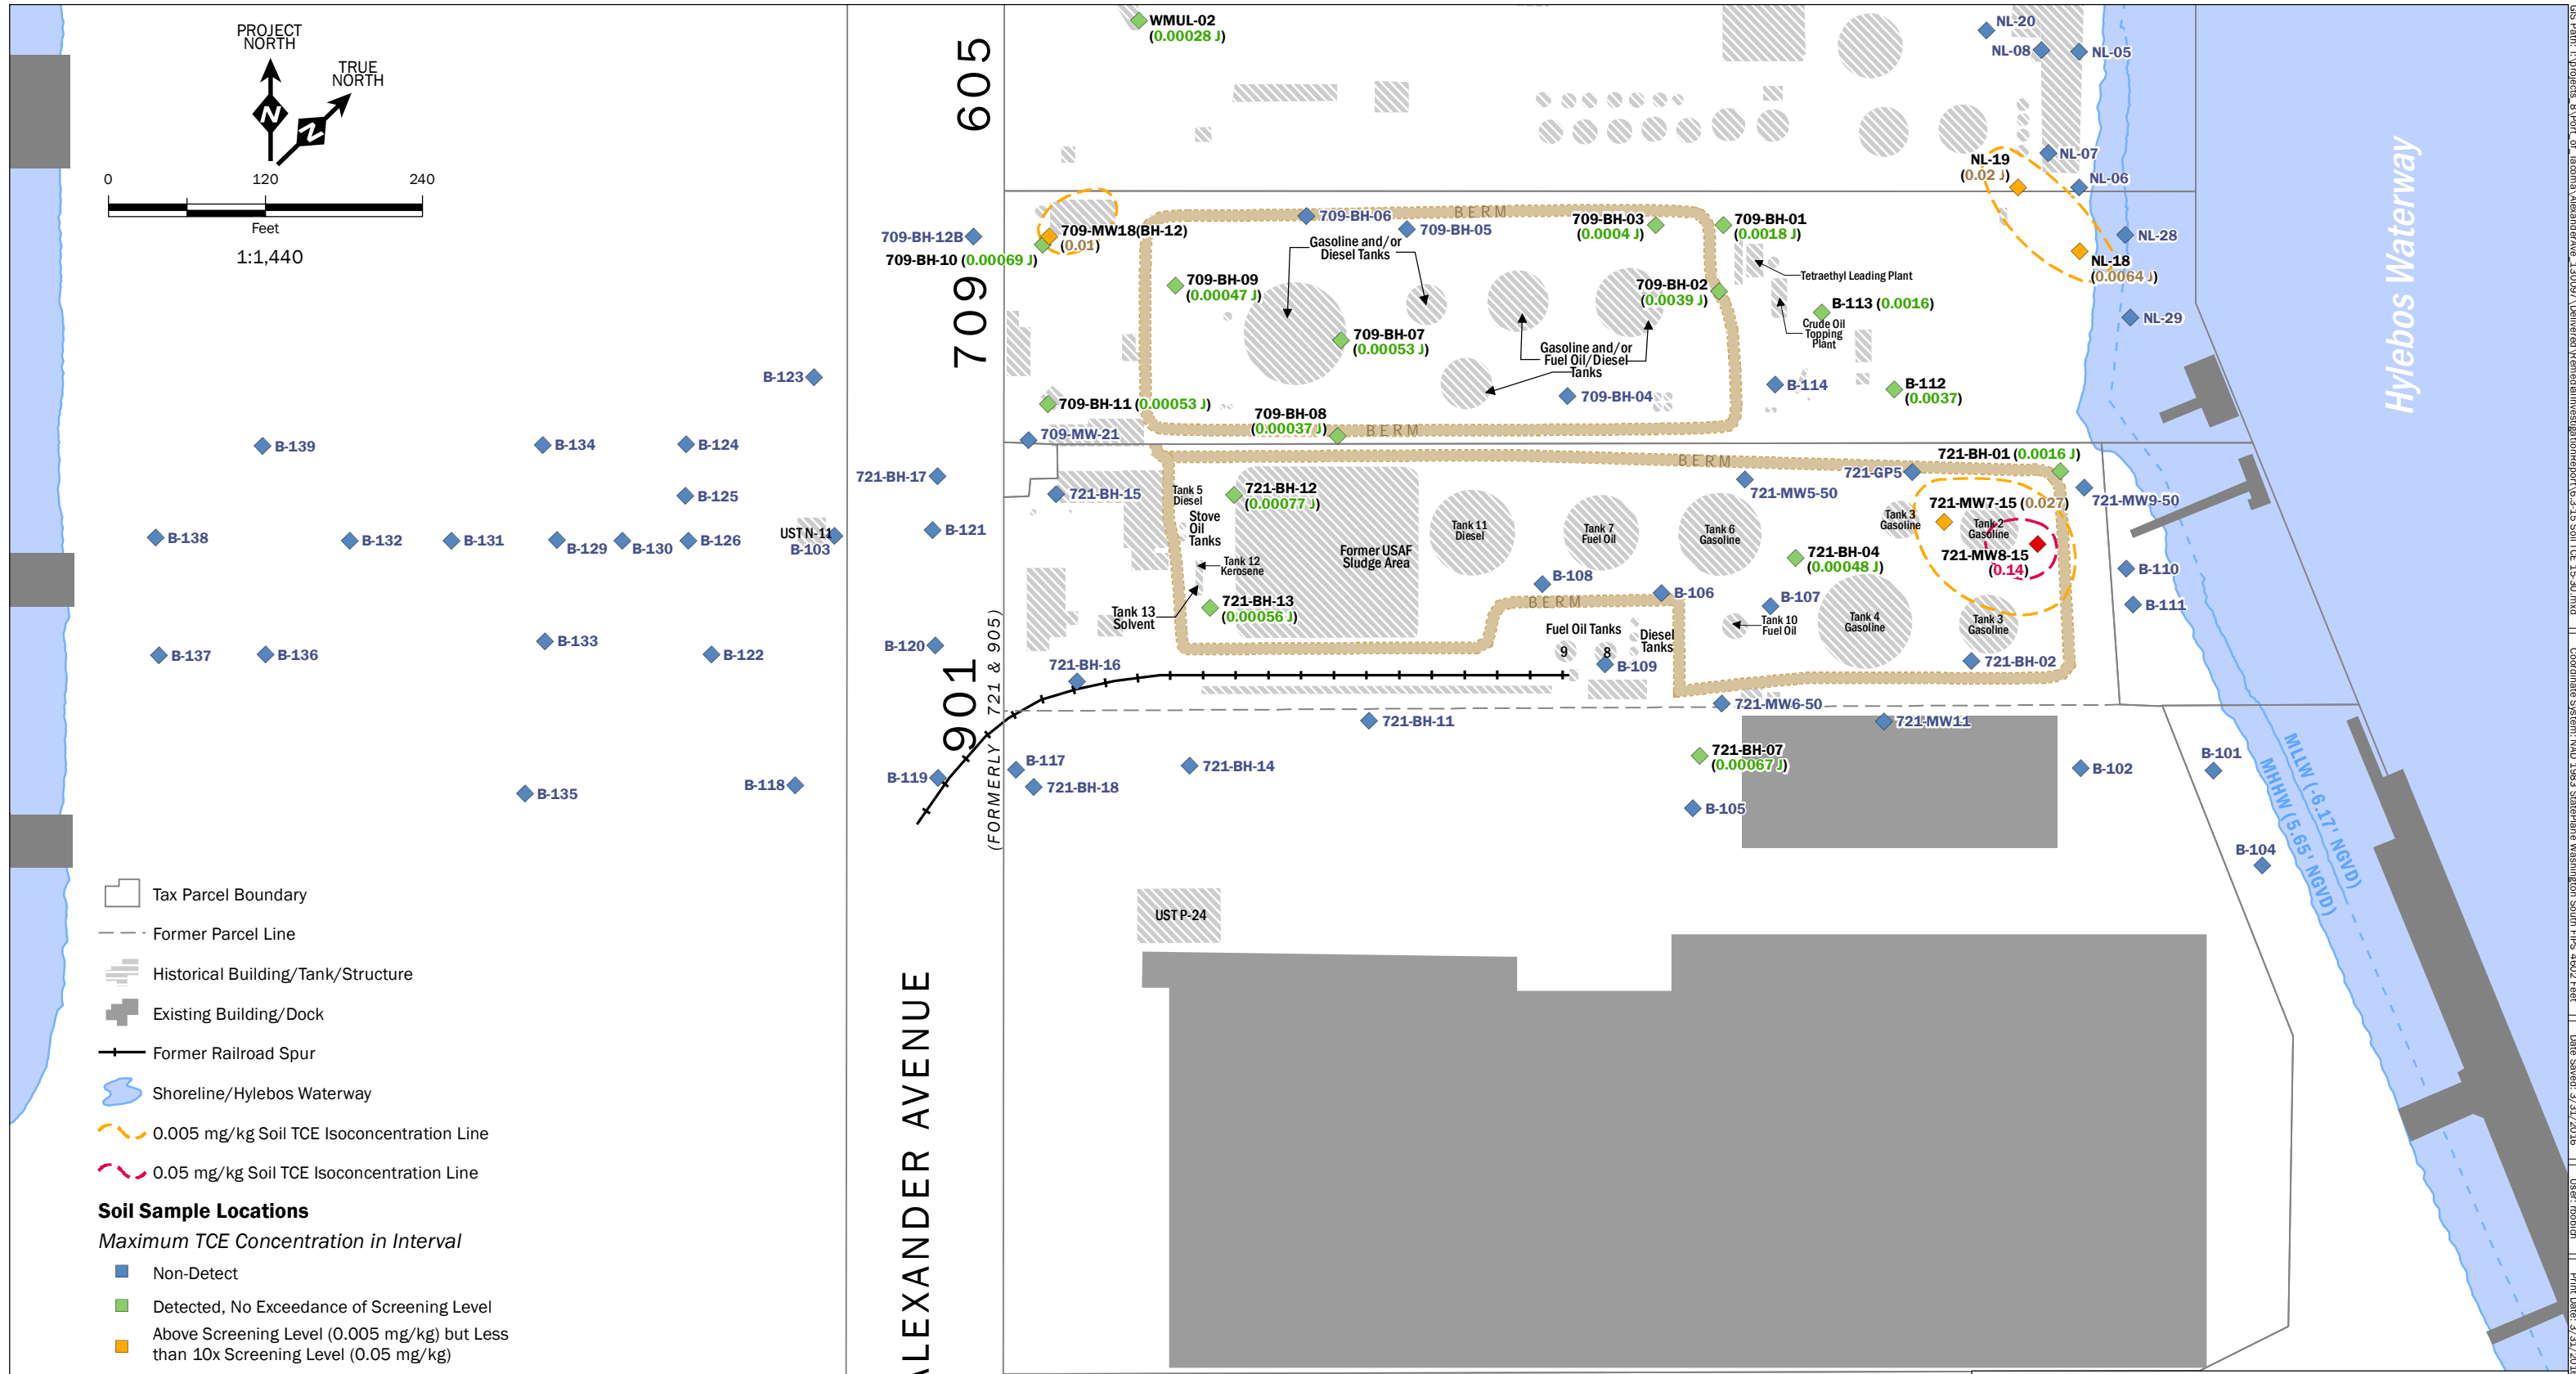 PROJECT
NORTH
TRUE
NORTH
N
N
0 120 240
Feet
1:1,440
605
709
901
(FORMERLY 721 & 905)
ALEXANDER AVENUE
WMUL-02
(0.00028 J)
NL-20
NL-08
NL-05
NL-07
NL-06
NL-19
(0.02 J)
NL-28
NL-18
(0.0064 J)
NL-29
Hylebos Waterway
709-BH-12B
709-MW18(BH-12)
(0.01)
709-BH-10 (0.00069 J)
709-BH-06
BERM
709-BH-05
709-BH-03
(0.0004 J)
709-BH-01
(0.0018 J)
Gasoline and/or
Diesel Tanks
709-BH-09
(0.00047 J)
709-BH-02
(0.0039 J)
Tetraethyl Leading Plant
B-113 (0.0016)
Crude Oil
Topping
Plant
709-BH-07
(0.00053 J)
Gasoline and/or
Fuel Oil/Diesel
Tanks
709-BH-04
B-114
B-112
(0.0037)
709-BH-11 (0.00053 J)
709-BH-08
(0.00037 J)
BERM
709-MW-21
B-123
B-139
B-134
B-124
B-125
B-138
B-132
B-131
B-129
B-130
B-126
UST N-11
B-103
B-121
721-BH-17
721-BH-15
Tank 5
Diesel
Stove
Oil
Tanks
721-BH-12
(0.00077 J)
Tank 12
Kerosene
Tank 13
Solvent
721-BH-13
(0.00056 J)
Former USAF
Sludge Area
Tank 11
Diesel
Tank 7
Fuel Oil
Tank 6
Gasoline
BERM
721-MW5-50
721-GP5
721-BH-01 (0.0016 J)
721-MW9-50
721-MW7-15 (0.027)
Tank 3
Gasoline
Tank 2
Gasoline
721-MW8-15
(0.14)
721-BH-04
(0.00048 J)
B-108
BERM
B-106
B-107
Tank 10
Fuel Oil
Tank 4
Gasoline
Tank 3
Gasoline
B-110
B-111
Fuel Oil Tanks
9
8
Diesel
Tanks
B-109
721-BH-02
B-137
B-136
B-133
B-122
B-120
721-BH-16
721-BH-11
721-MW6-50
721-MW11
721-BH-07
(0.00067 J)
B-135
B-118
B-119
B-117
721-BH-18
721-BH-14
B-105
B-102
B-101
B-104
MLLW (-6.17' NGVD)
MHHW (5.65' NGVD)
UST P-24
Tax Parcel Boundary
Former Parcel Line
Historical Building/Tank/Structure
Existing Building/Dock
Former Railroad Spur
Shoreline/Hylebos Waterway
0.005 mg/kg Soil TCE Isoconcentration Line
0.05 mg/kg Soil TCE Isoconcentration Line
Soil Sample Locations
Maximum TCE Concentration in Interval
Non-Detect
Detected, No Exceedance of Screening Level
Above Screening Level (0.005 mg/kg) but Less
than 10x Screening Level (0.05 mg/kg)